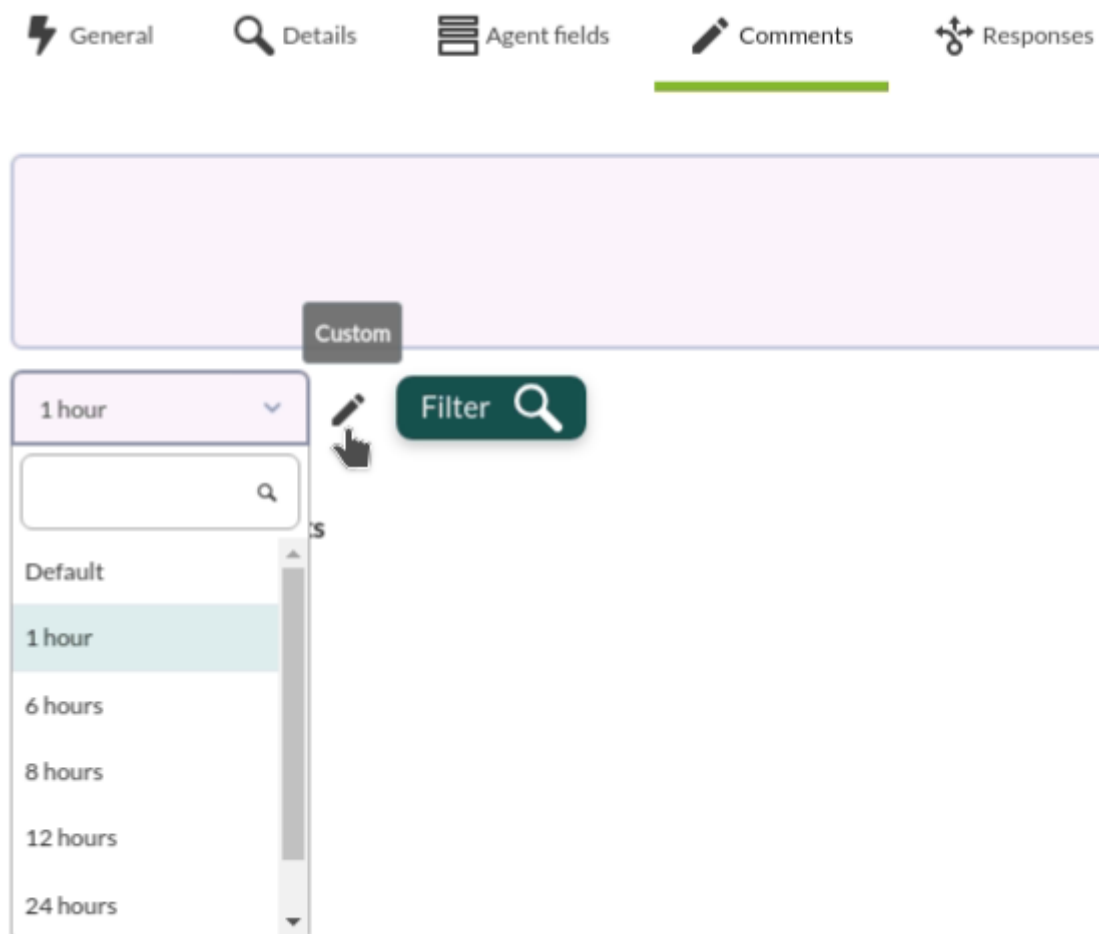 General Details Agent fields Comments Responses
Custom
1 hour Filter
Default
1 hour
6 hours
8 hours
12 hours
24 hours